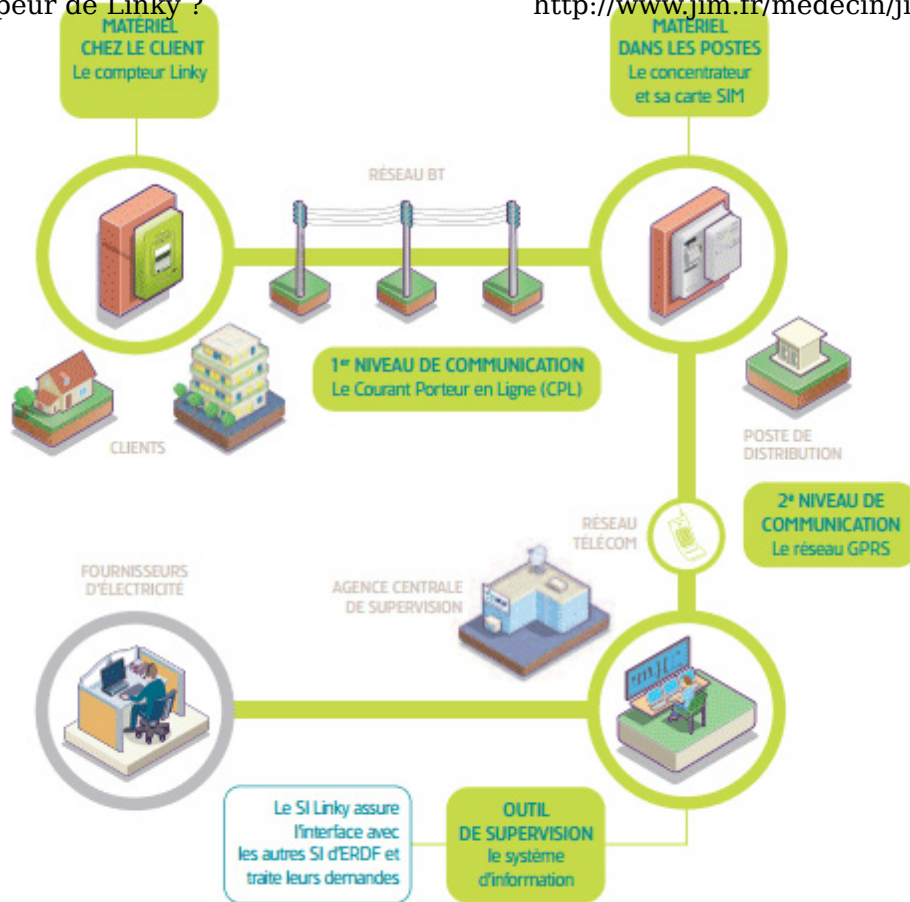 peur de Linky ?
http://www.jim.fr/medecin/ji
MATÉRIEL
CHEZ LE CLIENT
Le compteur Linky
MATÉRIEL
DANS LES POSTES
Le concentrateur
et sa carte SIM
RÉSEAU BT
1er NIVEAU DE COMMUNICATION
Le Courant Porteur en Ligne (CPL)
CLIENTS
POSTE DE
DISTRIBUTION
2e NIVEAU DE
COMMUNICATION
Le réseau GPRS
RÉSEAU
TÉLÉCOM
FOURNISSEURS
D'ÉLECTRICITÉ
AGENCE CENTRALE
DE SUPERVISION
Le SI Linky assure
l'interface avec
les autres SI d'ERDF et
traite leurs demandes
OUTIL
DE SUPERVISION
le système
d'information